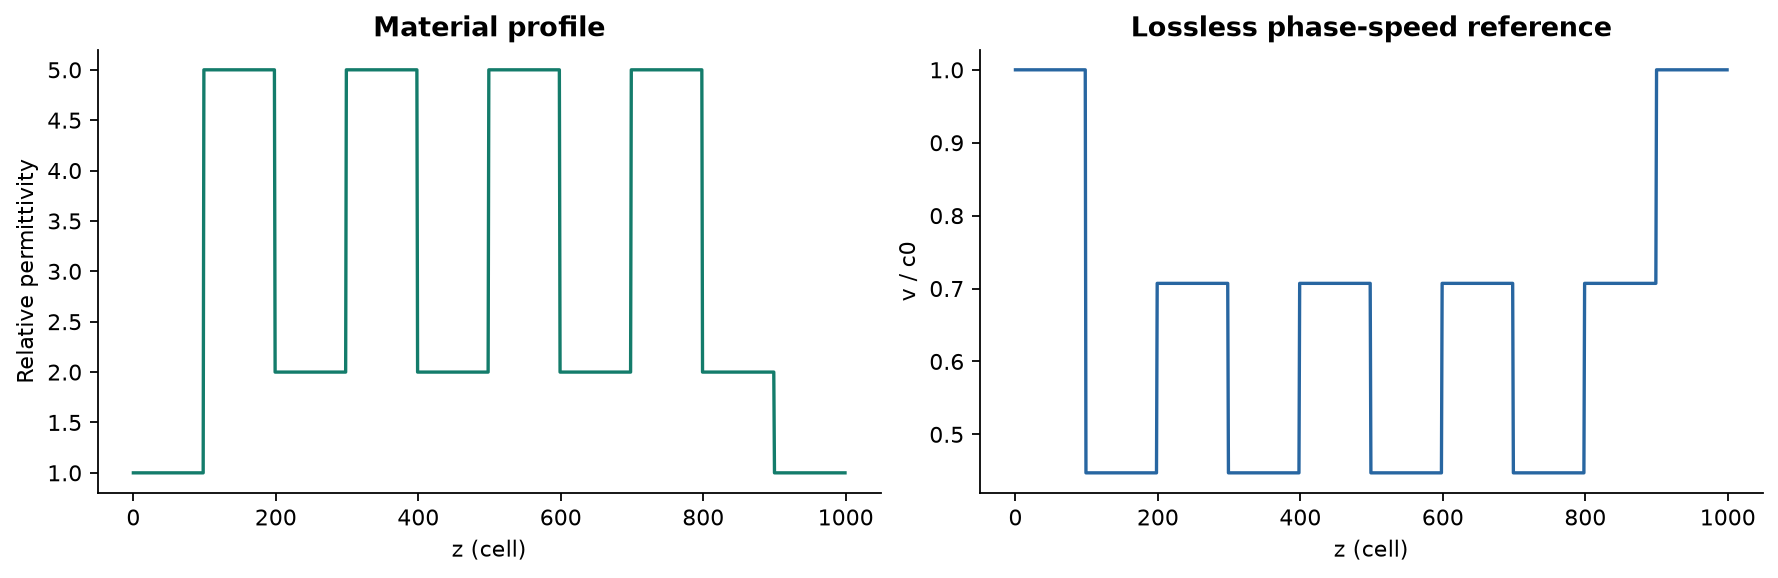 Material profile
Relative permittivity
5.0
4.5
4.0
3.5
3.0
2.5
2.0
1.5
1.0
0 200 400 600 800 1000
z (cell)
Lossless phase-speed reference
v / c0
1.0
0.9
0.8
0.7
0.6
0.5
0 200 400 600 800 1000
z (cell)